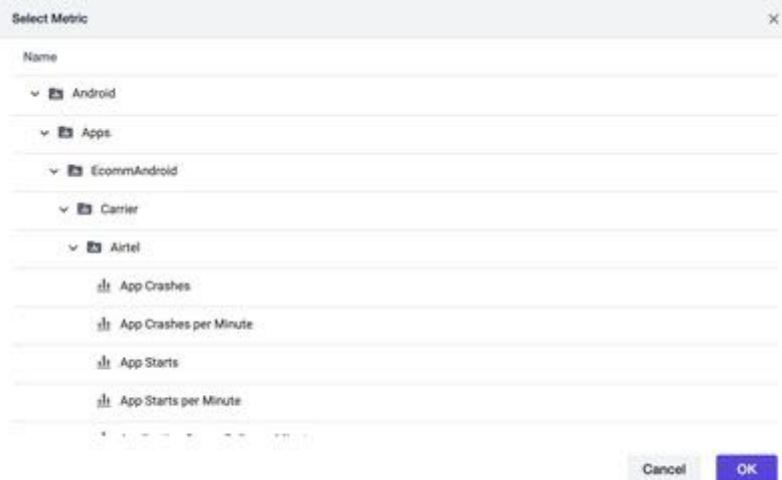 Select Metric
Name
Android
Apps
EcommAndroid
Carrier
Airtel
App Crashes
App Crashes per Minute
App Starts
App Starts per Minute
Cancel
OK